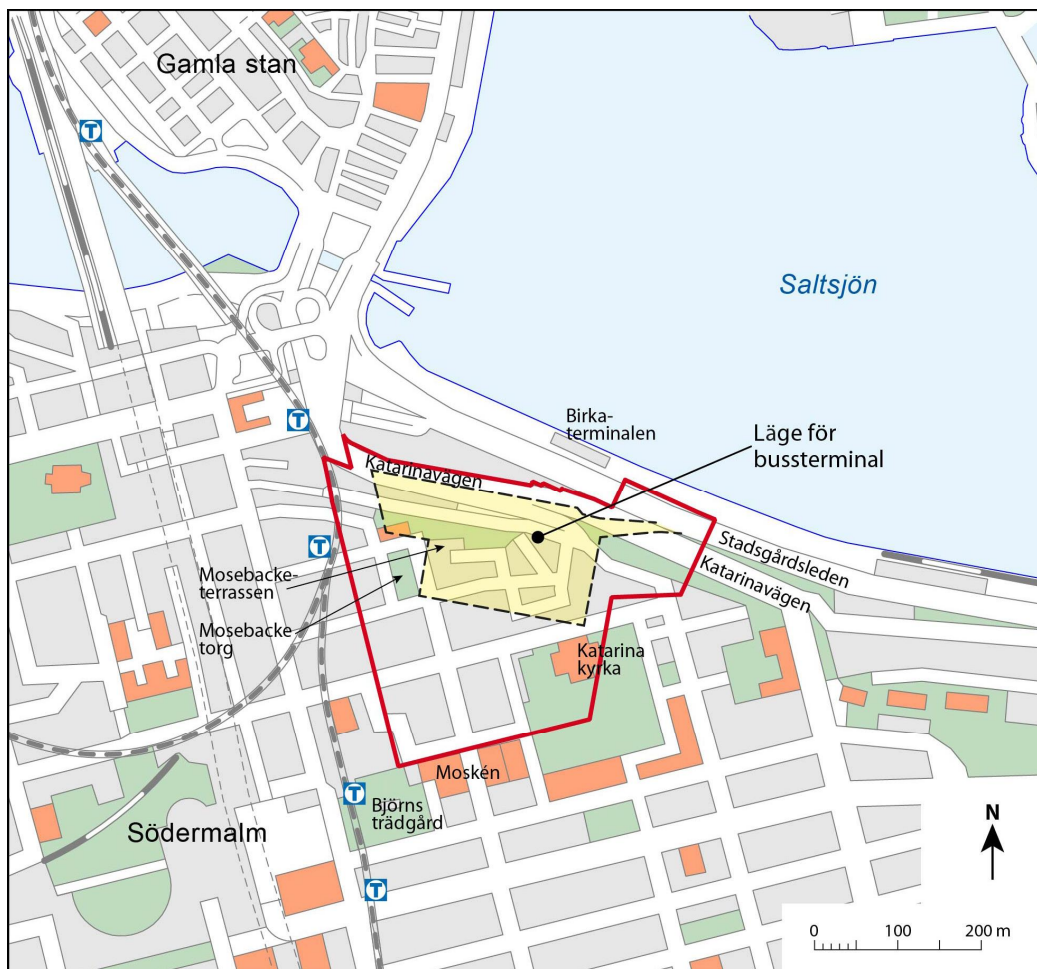 Gamla stan
T
Saltsjön
Birka-
terminalen
Läge för
bussterminal
T
Katarinavägen
T
Stadsgårdsleden
Katarinavägen
Mosebacke-
terrassen
Mosebacke
torg
Katarina
kyrka
Moskén
T
Björns
trädgård
Södermalm
N
T
0 100 200 m